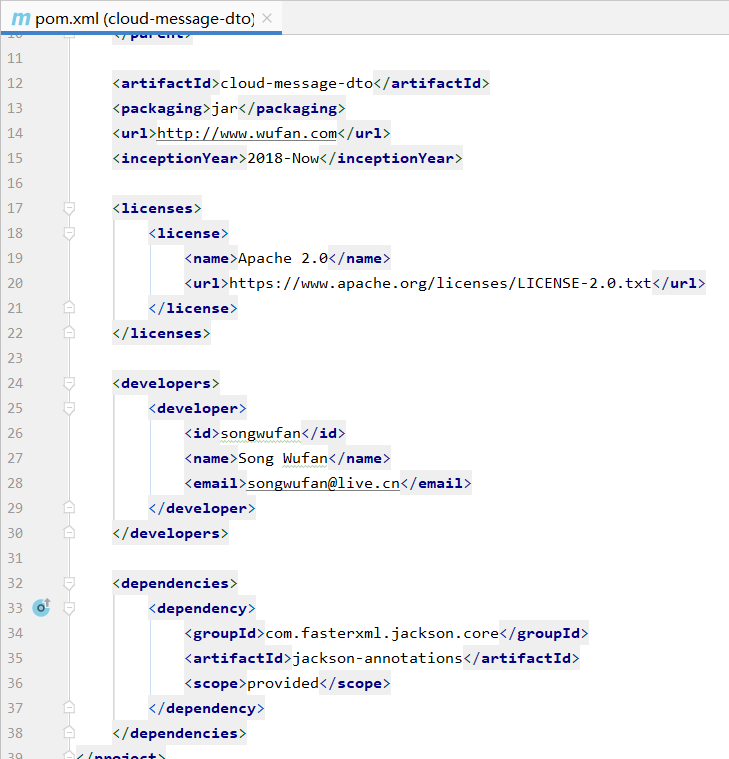 m pom.xml (cloud-message-dto) ×
10 </parent>
11
12 <artifactId>cloud-message-dto</artifactId>
13 <packaging>jar</packaging>
14 <url>http://www.wufan.com</url>
15 <inceptionYear>2018-Now</inceptionYear>
16
17 <licenses>
18 <license>
19 <name>Apache 2.0</name>
20 <url>https://www.apache.org/licenses/LICENSE-2.0.txt</url>
21 </license>
22 </licenses>
23
24 <developers>
25 <developer>
26 <id>songwufan</id>
27 <name>Song Wufan</name>
28 <email>songwufan@live.cn</email>
29 </developer>
30 </developers>
31
32 <dependencies>
33 <dependency>
34 <groupId>com.fasterxml.jackson.core</groupId>
35 <artifactId>jackson-annotations</artifactId>
36 <scope>provided</scope>
37 </dependency>
38 </dependencies>
39 </project>